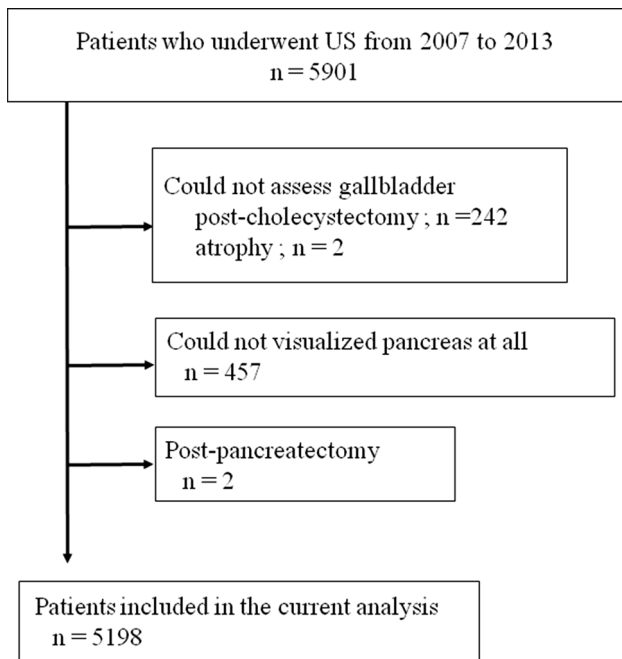 Patients who underwent US from 2007 to 2013
n = 5901
Could not assess gallbladder
post-cholecystectomy ; n =242
atrophy ; n = 2
Could not visualized pancreas at all
n = 457
Post-pancreatectomy
n = 2
Patients included in the current analysis
n = 5198